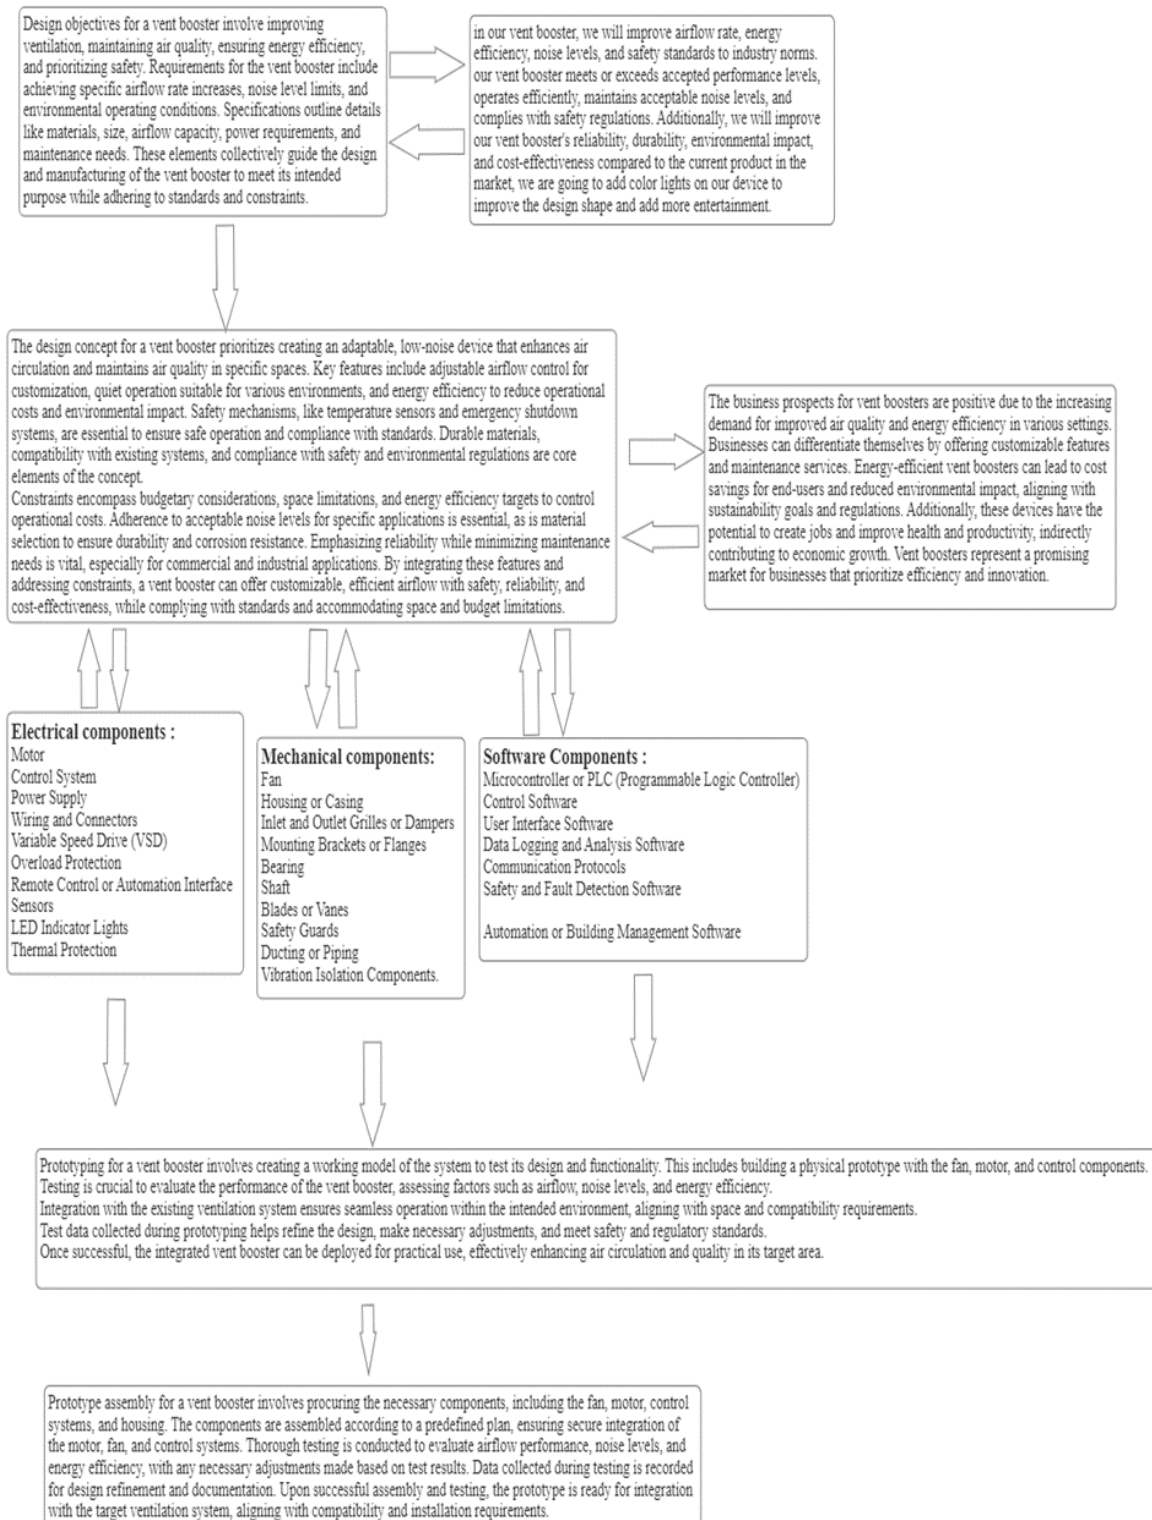 Design objectives for a vent booster involve improving
ventilation, maintaining air quality, ensuring energy efficiency,
and prioritizing safety. Requirements for the vent booster include
achieving specific airflow rate increases, noise level limits, and
environmental operating conditions. Specifications outline details
like materials, size, airflow capacity, power requirements, and
maintenance needs. These elements collectively guide the design
and manufacturing of the vent booster to meet its intended
purpose while adhering to standards and constraints.
in our vent booster, we will improve airflow rate, energy
efficiency, noise levels, and safety standards to industry norms.
our vent booster meets or exceeds accepted performance levels,
operates efficiently, maintains acceptable noise levels, and
complies with safety regulations. Additionally, we will improve
our vent booster's reliability, durability, environmental impact,
and cost-effectiveness compared to the current product in the
market, we are going to add color lights on our device to
improve the design shape and add more entertainment.
The design concept for a vent booster prioritizes creating an adaptable, low-noise device that enhances air
circulation and maintains air quality in specific spaces. Key features include adjustable airflow control for
customization, quiet operation suitable for various environments, and energy efficiency to reduce operational
costs and environmental impact. Safety mechanisms, like temperature sensors and emergency shutdown
systems, are essential to ensure safe operation and compliance with standards. Durable materials,
compatibility with existing systems, and compliance with safety and environmental regulations are core
elements of the concept.
Constraints encompass budgetary considerations, space limitations, and energy efficiency targets to control
operational costs. Adherence to acceptable noise levels for specific applications is essential, as is material
selection to ensure durability and corrosion resistance. Emphasizing reliability while minimizing maintenance
needs is vital, especially for commercial and industrial applications. By integrating these features and
addressing constraints, a vent booster can offer customizable, efficient airflow with safety, reliability, and
cost-effectiveness, while complying with standards and accommodating space and budget limitations.
The business prospects for vent boosters are positive due to the increasing
demand for improved air quality and energy efficiency in various settings.
Businesses can differentiate themselves by offering customizable features
and maintenance services. Energy-efficient vent boosters can lead to cost
savings for end-users and reduced environmental impact, aligning with
sustainability goals and regulations. Additionally, these devices have the
potential to create jobs and improve health and productivity, indirectly
contributing to economic growth. Vent boosters represent a promising
market for businesses that prioritize efficiency and innovation.
Electrical components :
Motor
Control System
Power Supply
Wiring and Connectors
Variable Speed Drive (VSD)
Overload Protection
Remote Control or Automation Interface
Sensors
LED Indicator Lights
Thermal Protection
Mechanical components:
Fan
Housing or Casing
Inlet and Outlet Grilles or Dampers
Mounting Brackets or Flanges
Bearing
Shaft
Blades or Vanes
Safety Guards
Ducting or Piping
Vibration Isolation Components.
Software Components :
Microcontroller or PLC (Programmable Logic Controller)
Control Software
User Interface Software
Data Logging and Analysis Software
Communication Protocols
Safety and Fault Detection Software
Automation or Building Management Software
Prototyping for a vent booster involves creating a working model of the system to test its design and functionality. This includes building a physical prototype with the fan, motor, and control components.
Testing is crucial to evaluate the performance of the vent booster, assessing factors such as airflow, noise levels, and energy efficiency.
Integration with the existing ventilation system ensures seamless operation within the intended environment, aligning with space and compatibility requirements.
Test data collected during prototyping helps refine the design, make necessary adjustments, and meet safety and regulatory standards.
Once successful, the integrated vent booster can be deployed for practical use, effectively enhancing air circulation and quality in its target area.
Prototype assembly for a vent booster involves procuring the necessary components, including the fan, motor, control
systems, and housing. The components are assembled according to a predefined plan, ensuring secure integration of
the motor, fan, and control systems. Thorough testing is conducted to evaluate airflow performance, noise levels, and
energy efficiency, with any necessary adjustments made based on test results. Data collected during testing is recorded
for design refinement and documentation. Upon successful assembly and testing, the prototype is ready for integration
with the target ventilation system, aligning with compatibility and installation requirements.